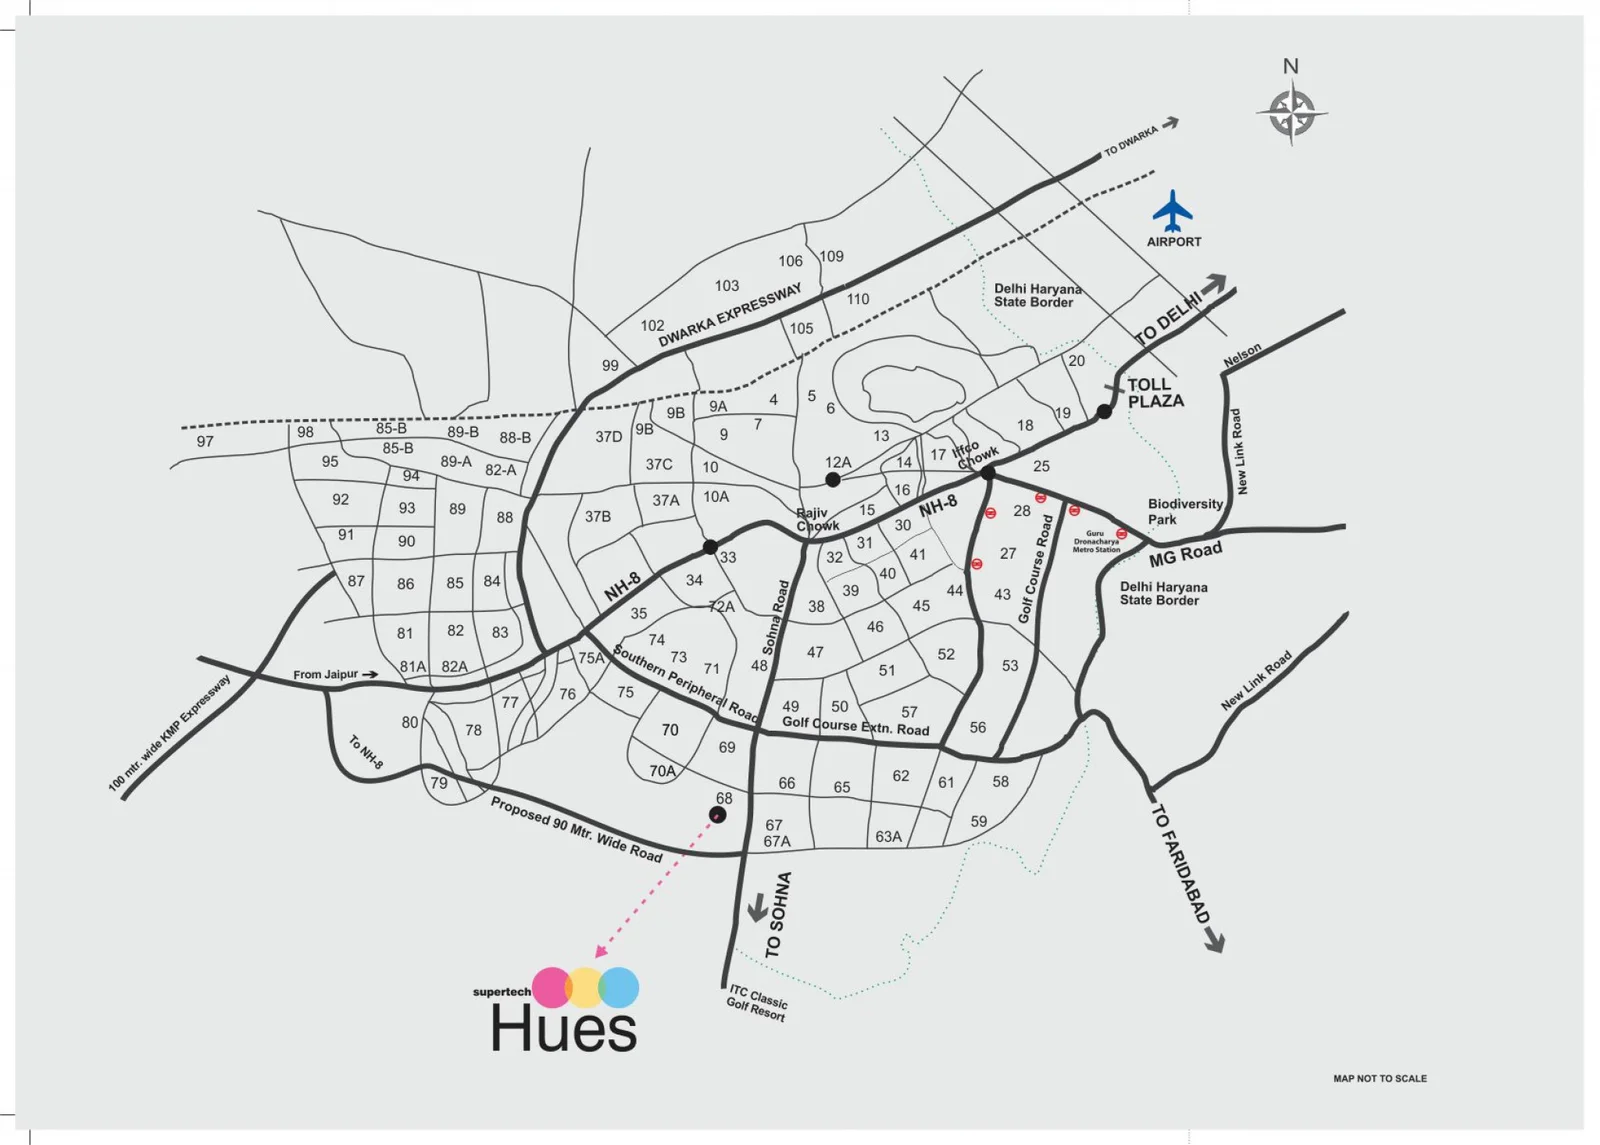 N
TO DWARKA
AIRPORT
109
106
103
DWARKA EXPRESSWAY
110
Delhi Haryana
State Border
TO DELHI
102
105
99
20
Nelson
TOLL
PLAZA
4
5
6
9A
9B
7
9B
9
37D
13
19
18
New Link Road
97
98
85-B
89-B
88-B
85-B
95
89-A
82-A
94
37C
10
12A
14
17
Iffco
Chowk
25
92
93
89
88
37B
37A
10A
16
15
NH-8
Rajiv
Chowk
30
28
Biodiversity
Park
91
90
33
31
32
41
27
Golf Course Road
Guru
Dronacharya
Metro Station
MG Road
87
86
85
84
NH-8
34
40
39
44
43
Delhi Haryana
State Border
35
72A
Sohna Road
38
45
81
82
83
74
73
71
46
47
52
53
81A
82A
75A
Southern Peripheral Road
48
51
From Jaipur
100 mtr. wide KMP Expressway
77
76
75
49
50
57
New Link Road
80
78
70
Golf Course Extn. Road
56
To NH-8
69
79
70A
66
65
62
61
58
68
Proposed 90 Mtr. Wide Road
67
67A
63A
59
TO FARIDABAD
TO SOHNA
supertech
Hues
ITC Classic
Golf Resort
MAP NOT TO SCALE